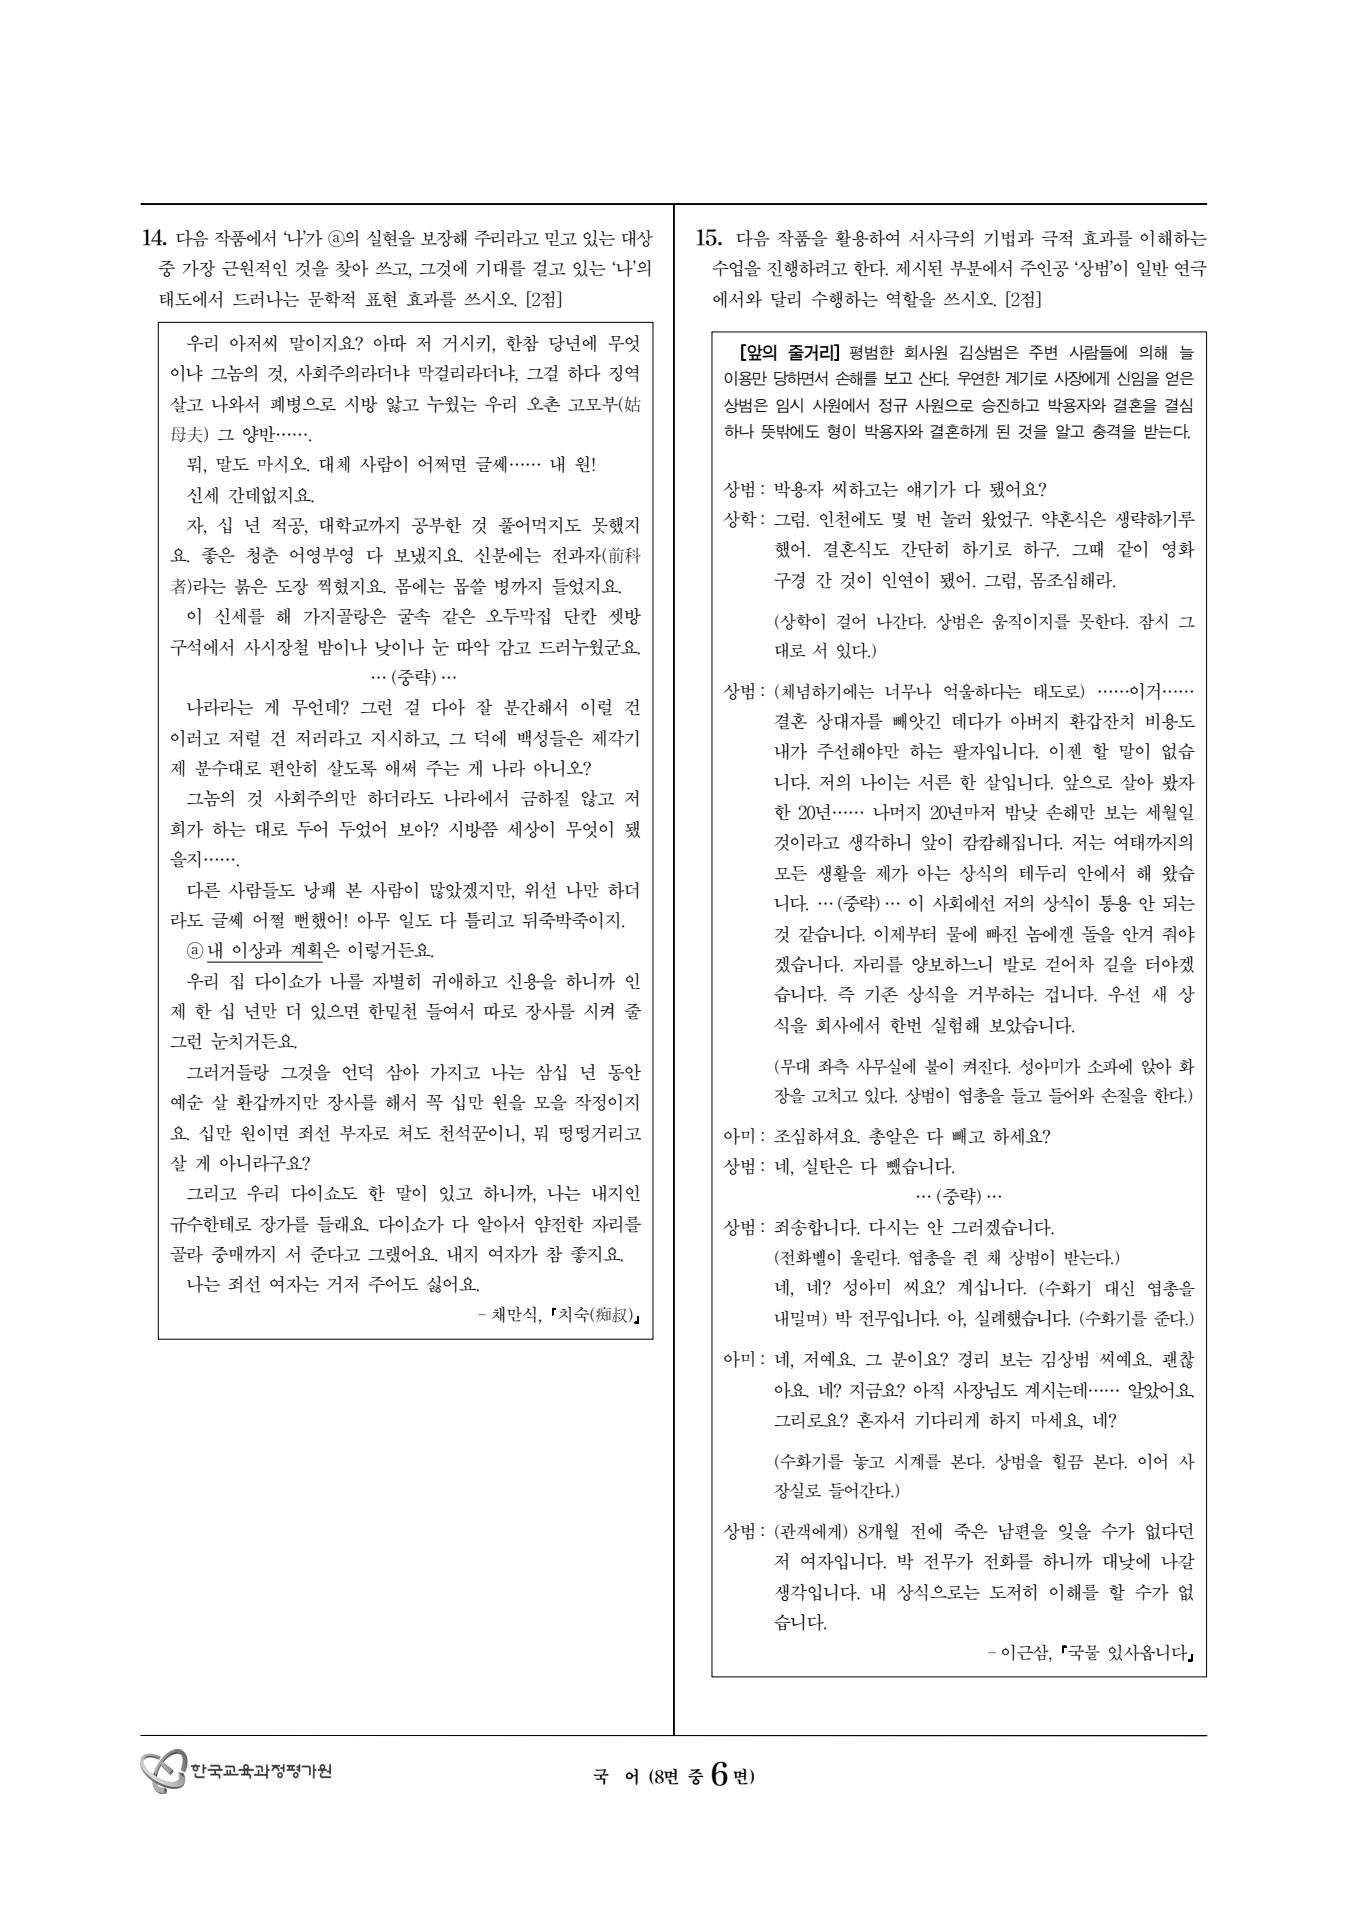 14. 다음 작품에서 ‘나’가 ⓐ의 실현을 보장해 주리라고 믿고 있는 대상
중 가장 근원적인 것을 찾아 쓰고, 그것에 기대를 걸고 있는 ‘나’의
태도에서 드러나는 문학적 표현 효과를 쓰시오. [2점]
우리 아저씨 말이지요? 아따 저 거시키, 한참 당년에 무엇
이냐 그놈의 것, 사회주의라더냐 막걸리라더냐, 그걸 하다 징역
살고 나와서 폐병으로 시방 앓고 누웠는 우리 오촌 고모부(姑
母夫) 그 양반…….
뭐, 말도 마시오. 대체 사람이 어쩌면 글쎄…… 내 원!
신세 간데없지요.
자, 십 년 적공, 대학교까지 공부한 것 풀어먹지도 못했지
요. 좋은 청춘 어영부영 다 보냈지요. 신분에는 전과자(前科
者)라는 붉은 도장 찍혔지요. 몸에는 몹쓸 병까지 들었지요.
이 신세를 해 가지골랑은 굴속 같은 오두막집 단칸 셋방
구석에서 사시장철 밤이나 낮이나 눈 따악 감고 드러누웠군요.
… (중략) …
나라라는 게 무언데? 그런 걸 다아 잘 분간해서 이럴 건
이러고 저럴 건 저러라고 지시하고, 그 덕에 백성들은 제각기
제 분수대로 편안히 살도록 애써 주는 게 나라 아니오?
그놈의 것 사회주의만 하더라도 나라에서 금하질 않고 저
희가 하는 대로 두어 두었어 보아? 시방쯤 세상이 무엇이 됐
을지…….
다른 사람들도 낭패 본 사람이 많았겠지만, 위선 나만 하더
라도 글쎄 어쩔 뻔했어! 아무 일도 다 틀리고 뒤죽박죽이지.
ⓐ내 이상과 계획은 이렇거든요.
우리 집 다이쇼가 나를 자별히 귀애하고 신용을 하니까 인
제 한 십 년만 더 있으면 한밑천 들여서 따로 장사를 시켜 줄
그런 눈치거든요.
그러거들랑 그것을 언덕 삼아 가지고 나는 삼십 년 동안
예순 살 환갑까지만 장사를 해서 꼭 십만 원을 모을 작정이지
요. 십만 원이면 죄선 부자로 쳐도 천석꾼이니, 뭐 떵떵거리고
살 게 아니라구요?
그리고 우리 다이쇼도 한 말이 있고 하니까, 나는 내지인
규수한테로 장가를 들래요. 다이쇼가 다 알아서 얌전한 자리를
골라 중매까지 서 준다고 그랬어요. 내지 여자가 참 좋지요.
나는 죄선 여자는 거저 주어도 싫어요.
- 채만식, 『치숙(痴叔)』
15. 다음 작품을 활용하여 서사극의 기법과 극적 효과를 이해하는
수업을 진행하려고 한다. 제시된 부분에서 주인공 ‘상범’이 일반 연극
에서와 달리 수행하는 역할을 쓰시오. [2점]
[앞의 줄거리] 평범한 회사원 김상범은 주변 사람들에 의해 늘
이용만 당하면서 손해를 보고 산다. 우연한 계기로 사장에게 신임을 얻은
상범은 임시 사원에서 정규 사원으로 승진하고 박용자와 결혼을 결심
하나 뜻밖에도 형이 박용자와 결혼하게 된 것을 알고 충격을 받는다.
상범 : 박용자 씨하고는 얘기가 다 됐어요?
상학 : 그럼. 인천에도 몇 번 놀러 왔었구. 약혼식은 생략하기루
했어. 결혼식도 간단히 하기로 하구. 그때 같이 영화
구경 간 것이 인연이 됐어. 그럼, 몸조심해라.
(상학이 걸어 나간다. 상범은 움직이지를 못한다. 잠시 그
대로 서 있다.)
상범 : (체념하기에는 너무나 억울하다는 태도로) ……이거……
결혼 상대자를 빼앗긴 데다가 아버지 환갑잔치 비용도
내가 주선해야만 하는 팔자입니다. 이젠 할 말이 없습
니다. 저의 나이는 서른 한 살입니다. 앞으로 살아 봤자
한 20년…… 나머지 20년마저 밤낮 손해만 보는 세월일
것이라고 생각하니 앞이 캄캄해집니다. 저는 여태까지의
모든 생활을 제가 아는 상식의 테두리 안에서 해 왔습
니다. … (중략) … 이 사회에선 저의 상식이 통용 안 되는
것 같습니다. 이제부터 물에 빠진 놈에겐 돌을 안겨 줘야
겠습니다. 자리를 양보하느니 발로 걷어차 길을 터야겠
습니다. 즉 기존 상식을 거부하는 겁니다. 우선 새 상
식을 회사에서 한번 실험해 보았습니다.
(무대 좌측 사무실에 불이 켜진다. 성아미가 소파에 앉아 화
장을 고치고 있다. 상범이 엽총을 들고 들어와 손질을 한다.)
아미 : 조심하셔요. 총알은 다 빼고 하세요?
상범 : 네, 실탄은 다 뺐습니다.
… (중략) …
상범 : 죄송합니다. 다시는 안 그러겠습니다.
(전화벨이 울린다. 엽총을 쥔 채 상범이 받는다.)
네, 네? 성아미 씨요? 계십니다. (수화기 대신 엽총을
내밀며) 박 전무입니다. 아, 실례했습니다. (수화기를 준다.)
아미 : 네, 저예요. 그 분이요? 경리 보는 김상범 씨예요. 괜찮
아요. 네? 지금요? 아직 사장님도 계시는데…… 알았어요.
그리로요? 혼자서 기다리게 하지 마세요, 네?
(수화기를 놓고 시계를 본다. 상범을 힐끔 본다. 이어 사
장실로 들어간다.)
상범 : (관객에게) 8개월 전에 죽은 남편을 잊을 수가 없다던
저 여자입니다. 박 전무가 전화를 하니까 대낮에 나갈
생각입니다. 내 상식으로는 도저히 이해를 할 수가 없
습니다.
- 이근삼, 『국물 있사옵니다』
한국교육과정평가원
국 어 (8면 중 6 면)